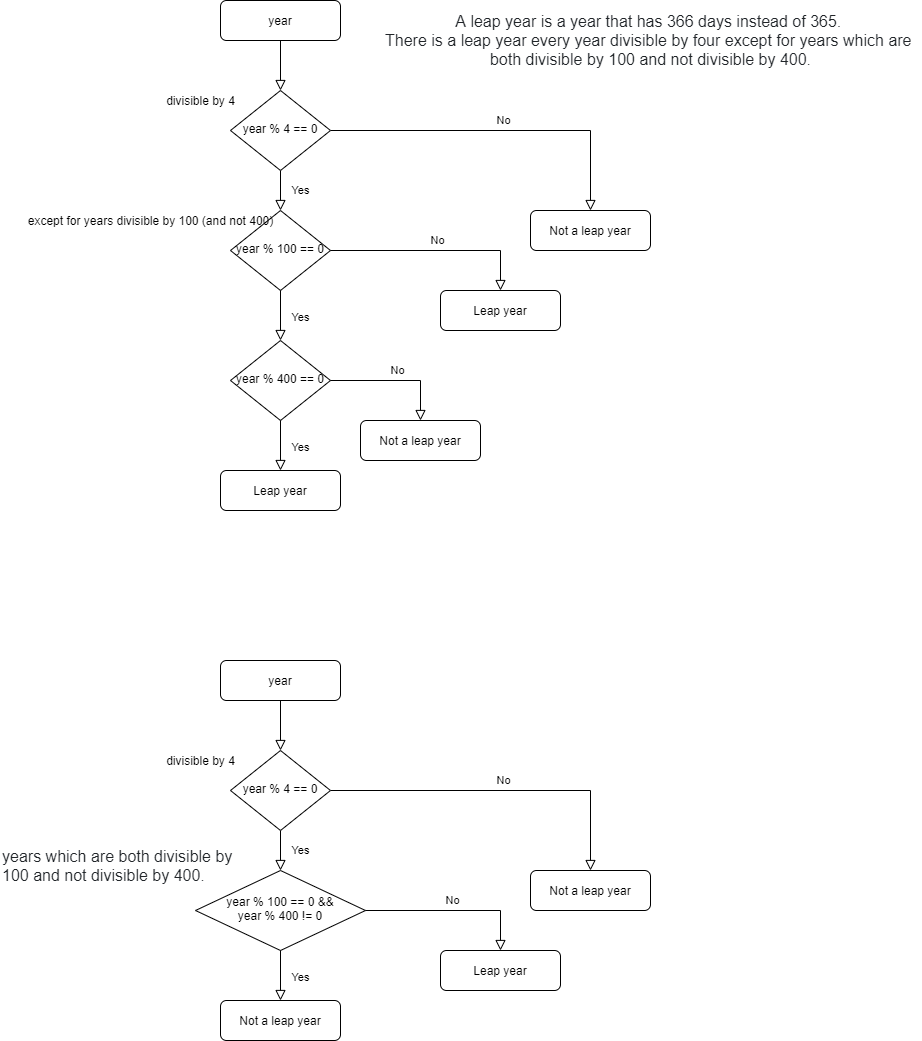 year
A leap year is a year that has 366 days instead of 365.
There is a leap year every year divisible by four except for years which are
both divisible by 100 and not divisible by 400.
divisible by 4
year % 4 == 0
No
Yes
Not a leap year
except for years divisible by 100 (and not 400)
year % 100 == 0
No
Leap year
Yes
year % 400 == 0
No
Not a leap year
Yes
Leap year
year
divisible by 4
year % 4 == 0
No
Yes
Not a leap year
years which are both divisible by
100 and not divisible by 400.
year % 100 == 0 &&
year % 400 != 0
No
Leap year
Yes
Not a leap year